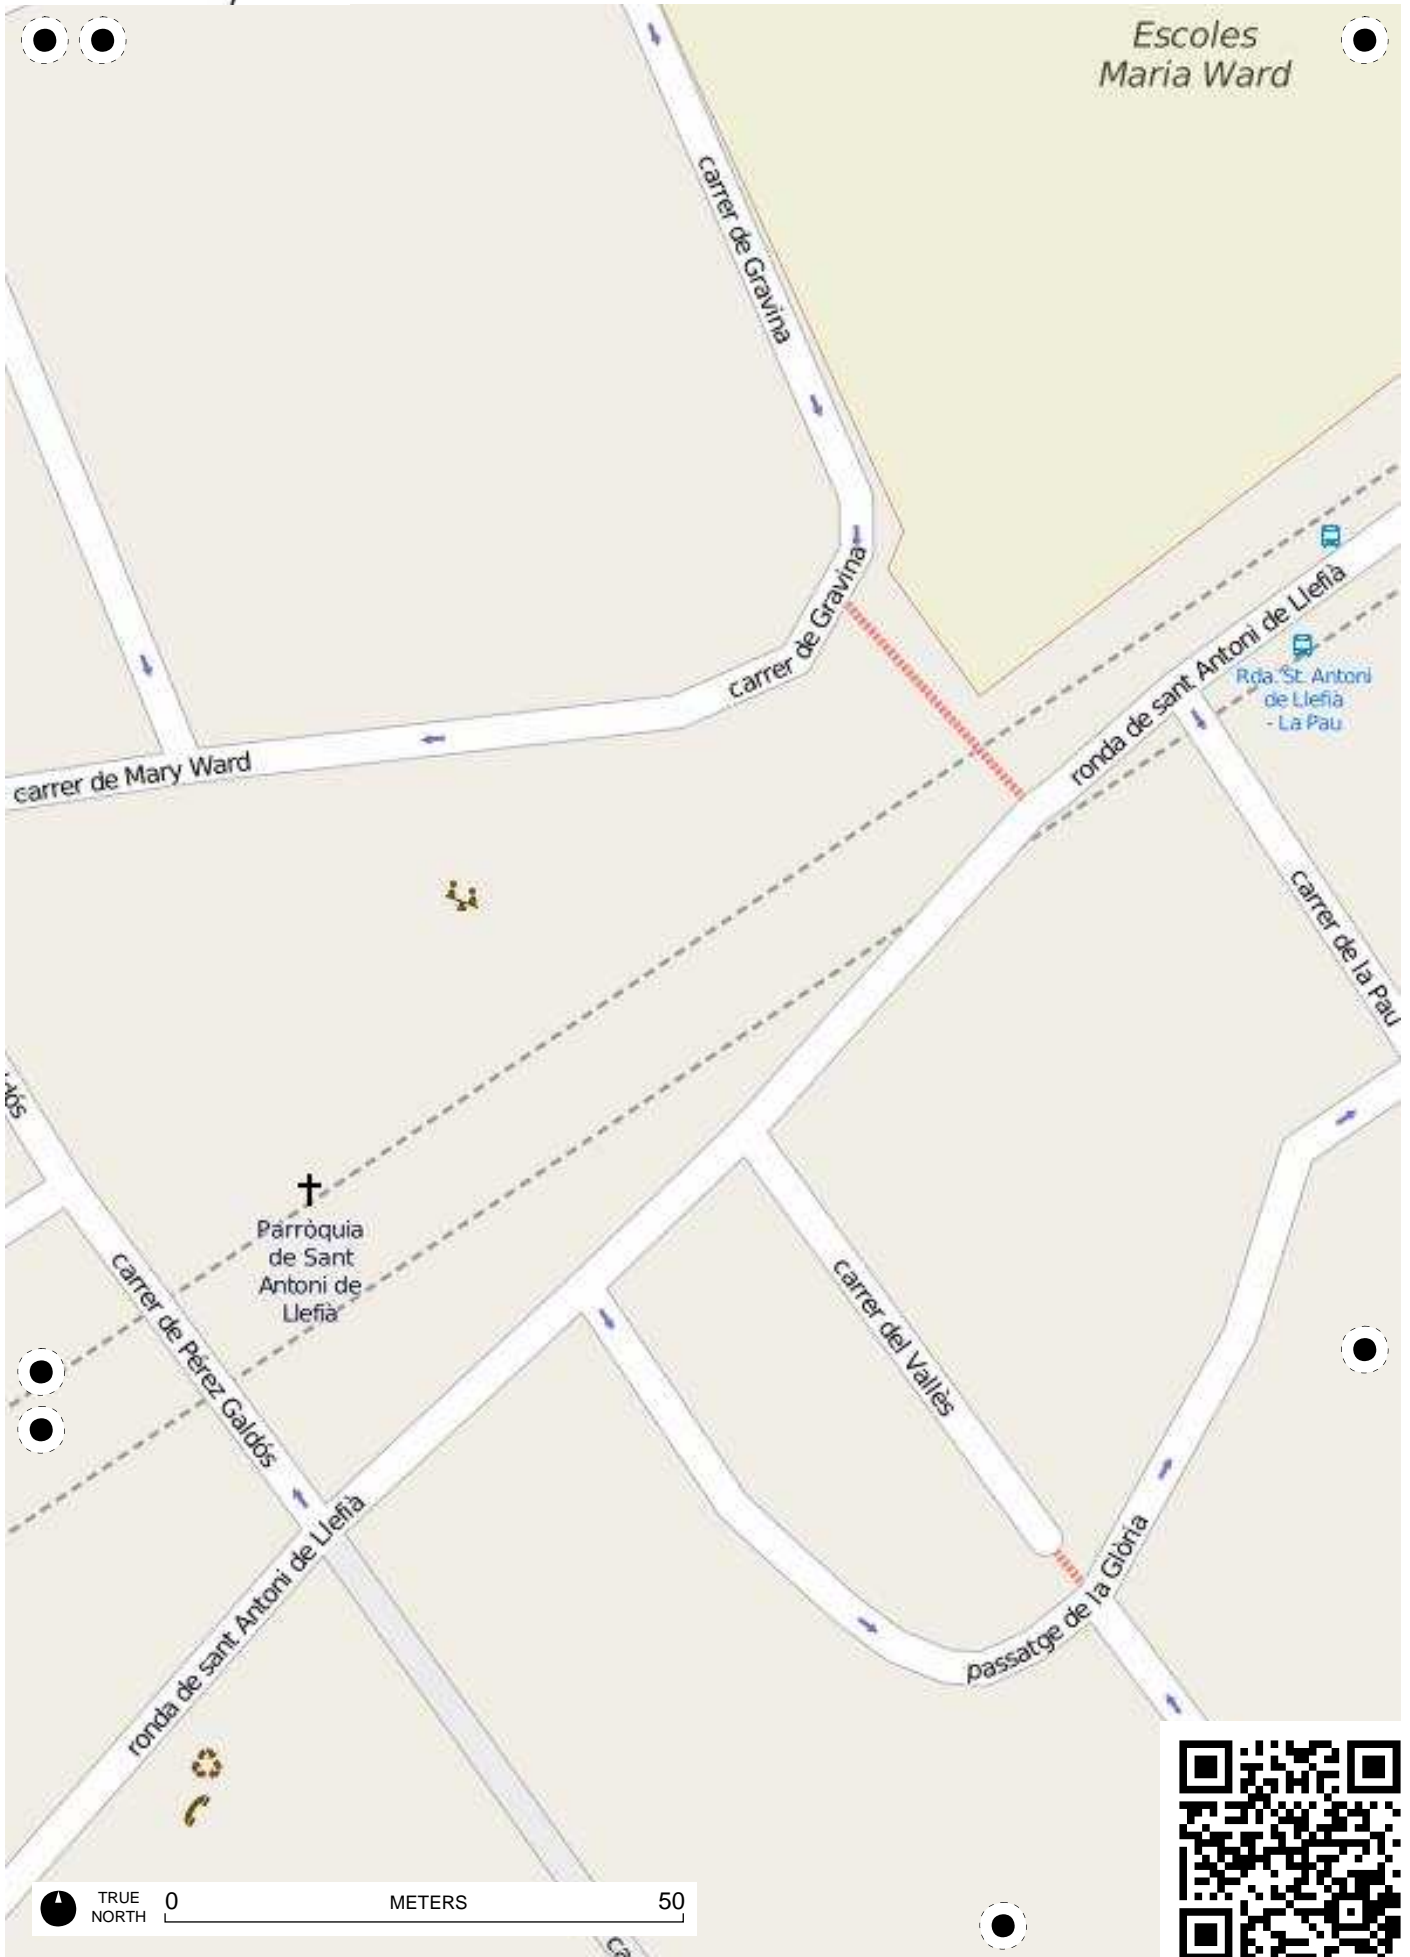 Escoles
Maria Ward
carrer de Gravina
carrer de Gravina
ronda de sant Antoni de Llefià
Rda. St. Antoni
de Llefià
- La Pau
carrer de Mary Ward
carrer de la Pau
dós
Parròquia
de Sant
Antoni de
Llefià
carrer de Pérez Galdós
carrer del Vallès
ronda de sant Antoni de Llefià
passatge de la Glòria
TRUE
NORTH
0 METERS 50
ca